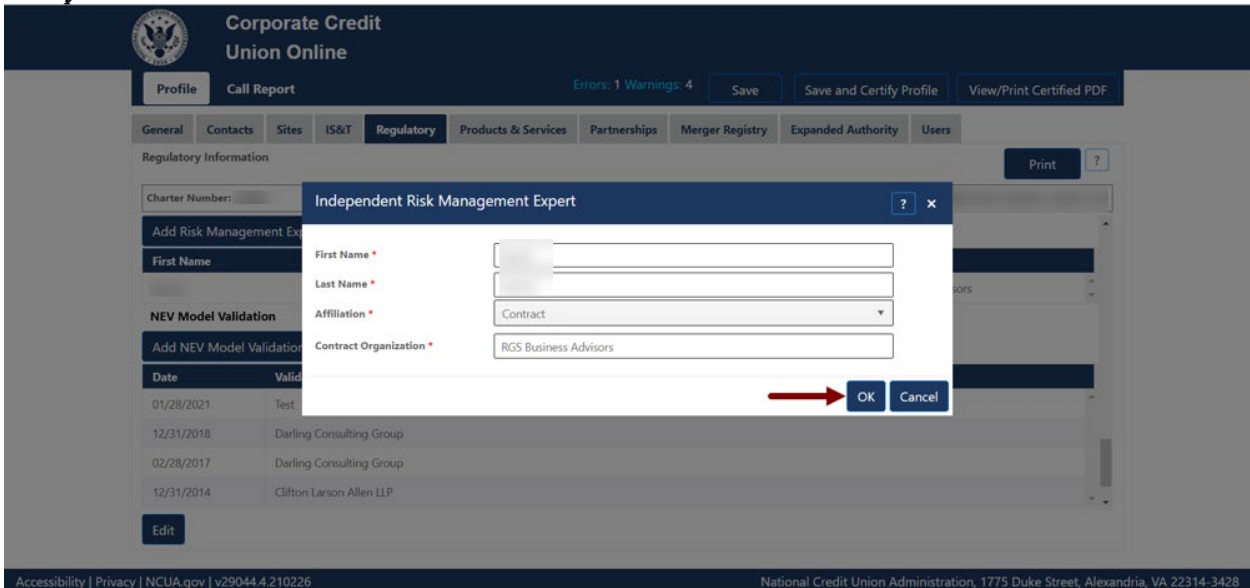 Corporate Credit
Union Online
Profile Call Report Errors: 1 Warnings: 4 Save Save and Certify Profile View/Print Certified PDF
General Contacts Sites IS&T Regulatory Products & Services Partnerships Merger Registry Expanded Authority Users
Regulatory Information Print ?
Charter Number:
Independent Risk Management Expert ? ×
Add Risk Management
First Name
First Name *
Last Name *
Affiliation * Contract
NEV Model Validation
Add NEV Model Validation
Contract Organization * RGS Business Advisors
Date
OK Cancel
01/28/2021 Test
12/31/2018 Darling Consulting Group
02/28/2017 Darling Consulting Group
12/31/2014 Clifton Larson Allen LLP
Edit
Accessibility | Privacy | NCUA.gov | v29044.4.210226 National Credit Union Administration, 1775 Duke Street, Alexandria, VA 22314-3428